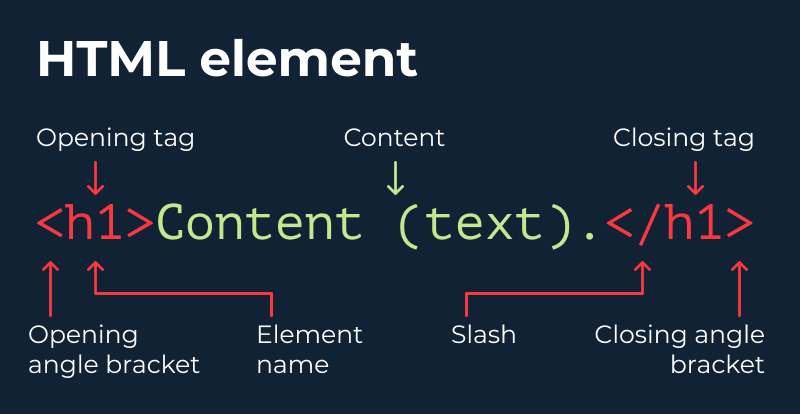 HTML element
Opening tag
Content
Closing tag
<h1>Content (text).</h1>
Opening
angle bracket
Element
name
Slash
Closing angle
bracket